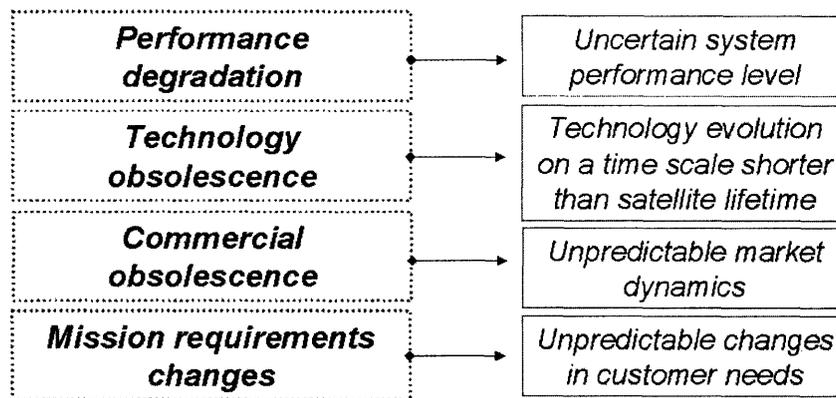 Performance
degradation
Uncertain system
performance level
Technology
obsolescence
Technology evolution
on a time scale shorter
than satellite lifetime
Commercial
obsolescence
Unpredictable market
dynamics
Mission requirements
changes
Unpredictable changes
in customer needs